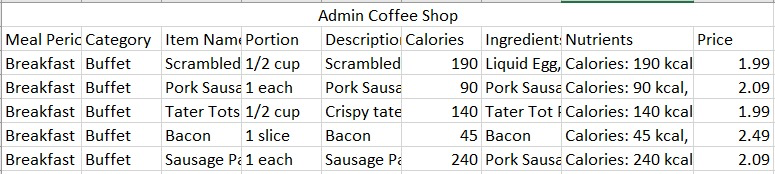 Admin Coffee Shop
Meal Peric Category Item Name Portion Description Calories Ingredients Nutrients Price
Breakfast Buffet Scrambled 1/2 cup Scrambled 190 Liquid Egg, Calories: 190 kcal 1.99
Breakfast Buffet Pork Sausa 1 each Pork Sausa 90 Pork Sausa Calories: 90 kcal, 2.09
Breakfast Buffet Tater Tots 1/2 cup Crispy tate 140 Tater Tot F Calories: 140 kcal 1.99
Breakfast Buffet Bacon 1 slice Bacon 45 Bacon Calories: 45 kcal, 2.49
Breakfast Buffet Sausage Pa 1 each Sausage Pa 240 Pork Sausa Calories: 240 kcal 2.09